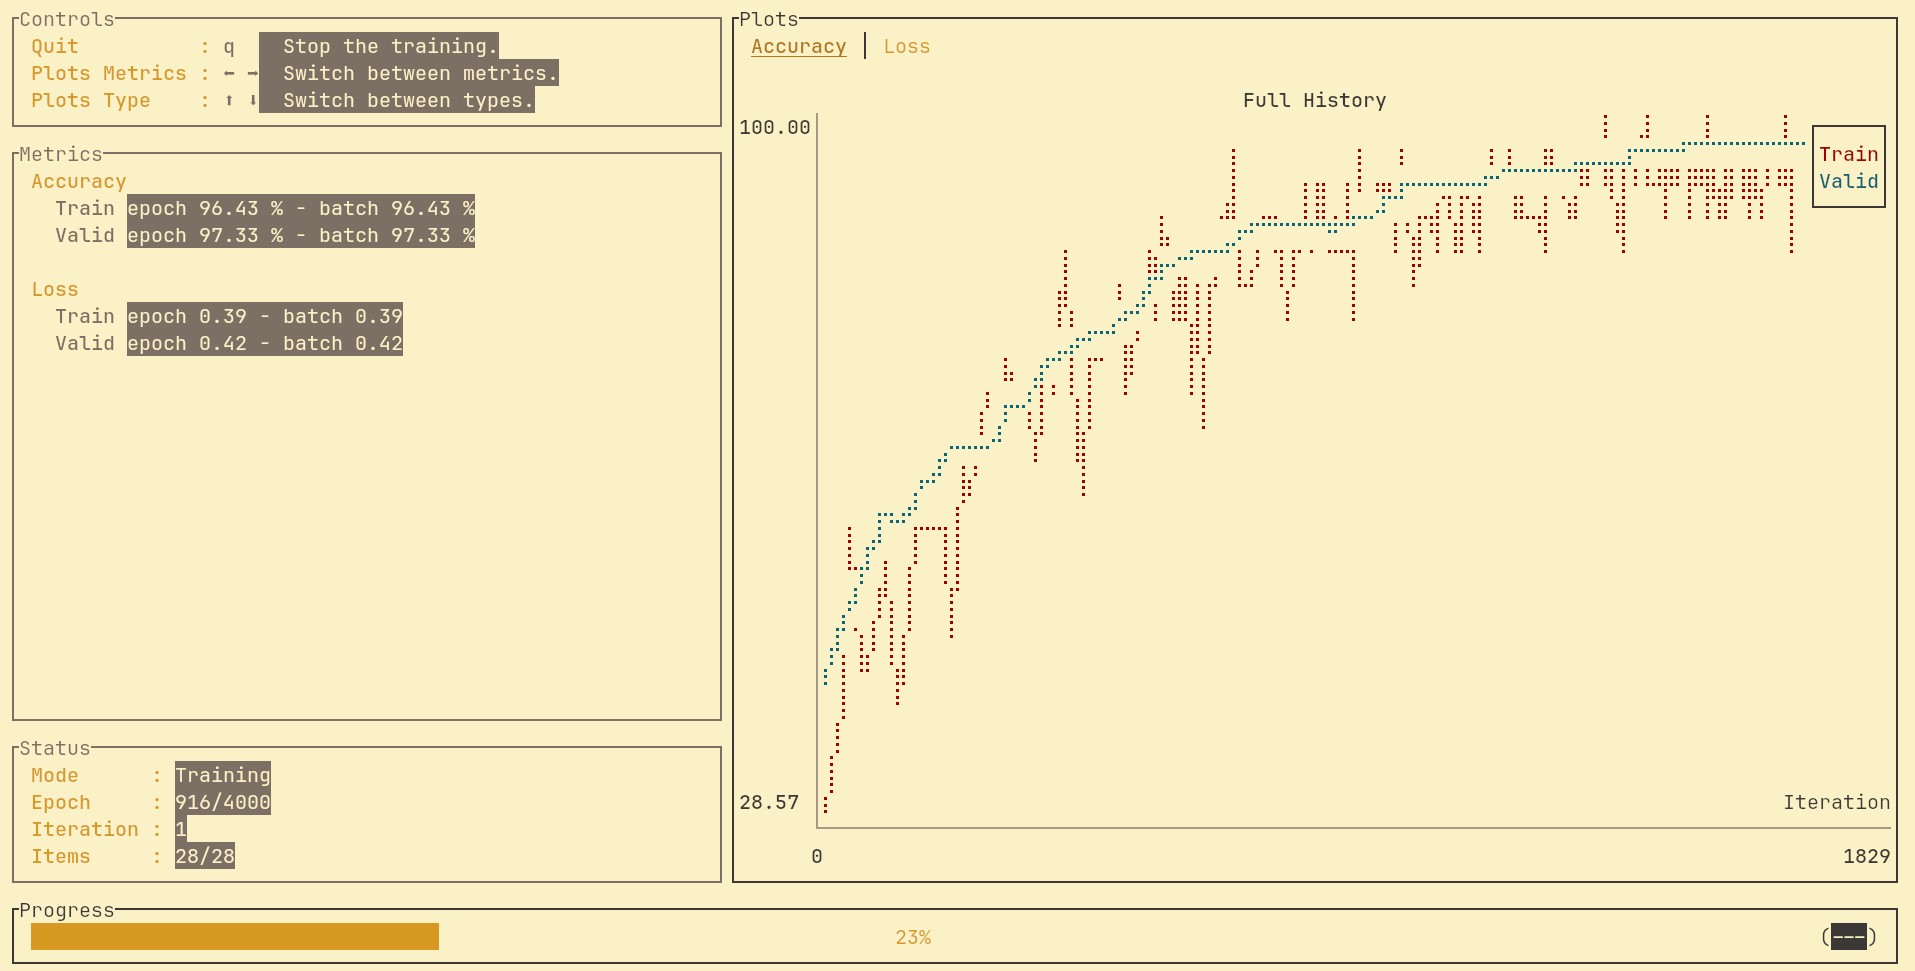 Controls
Quit : q Stop the training.
Plots Metrics : ← → Switch between metrics.
Plots Type : ↑ ↓ Switch between types.
Metrics
Accuracy
Train epoch 96.43 % - batch 96.43 %
Valid epoch 97.33 % - batch 97.33 %
Loss
Train epoch 0.39 - batch 0.39
Valid epoch 0.42 - batch 0.42
Status
Mode : Training
Epoch : 916/4000
Iteration : 1
Items : 28/28
Plots
Accuracy | Loss
Full History
100.00
Train
Valid
28.57
Iteration
0 1829
Progress
23% (---)